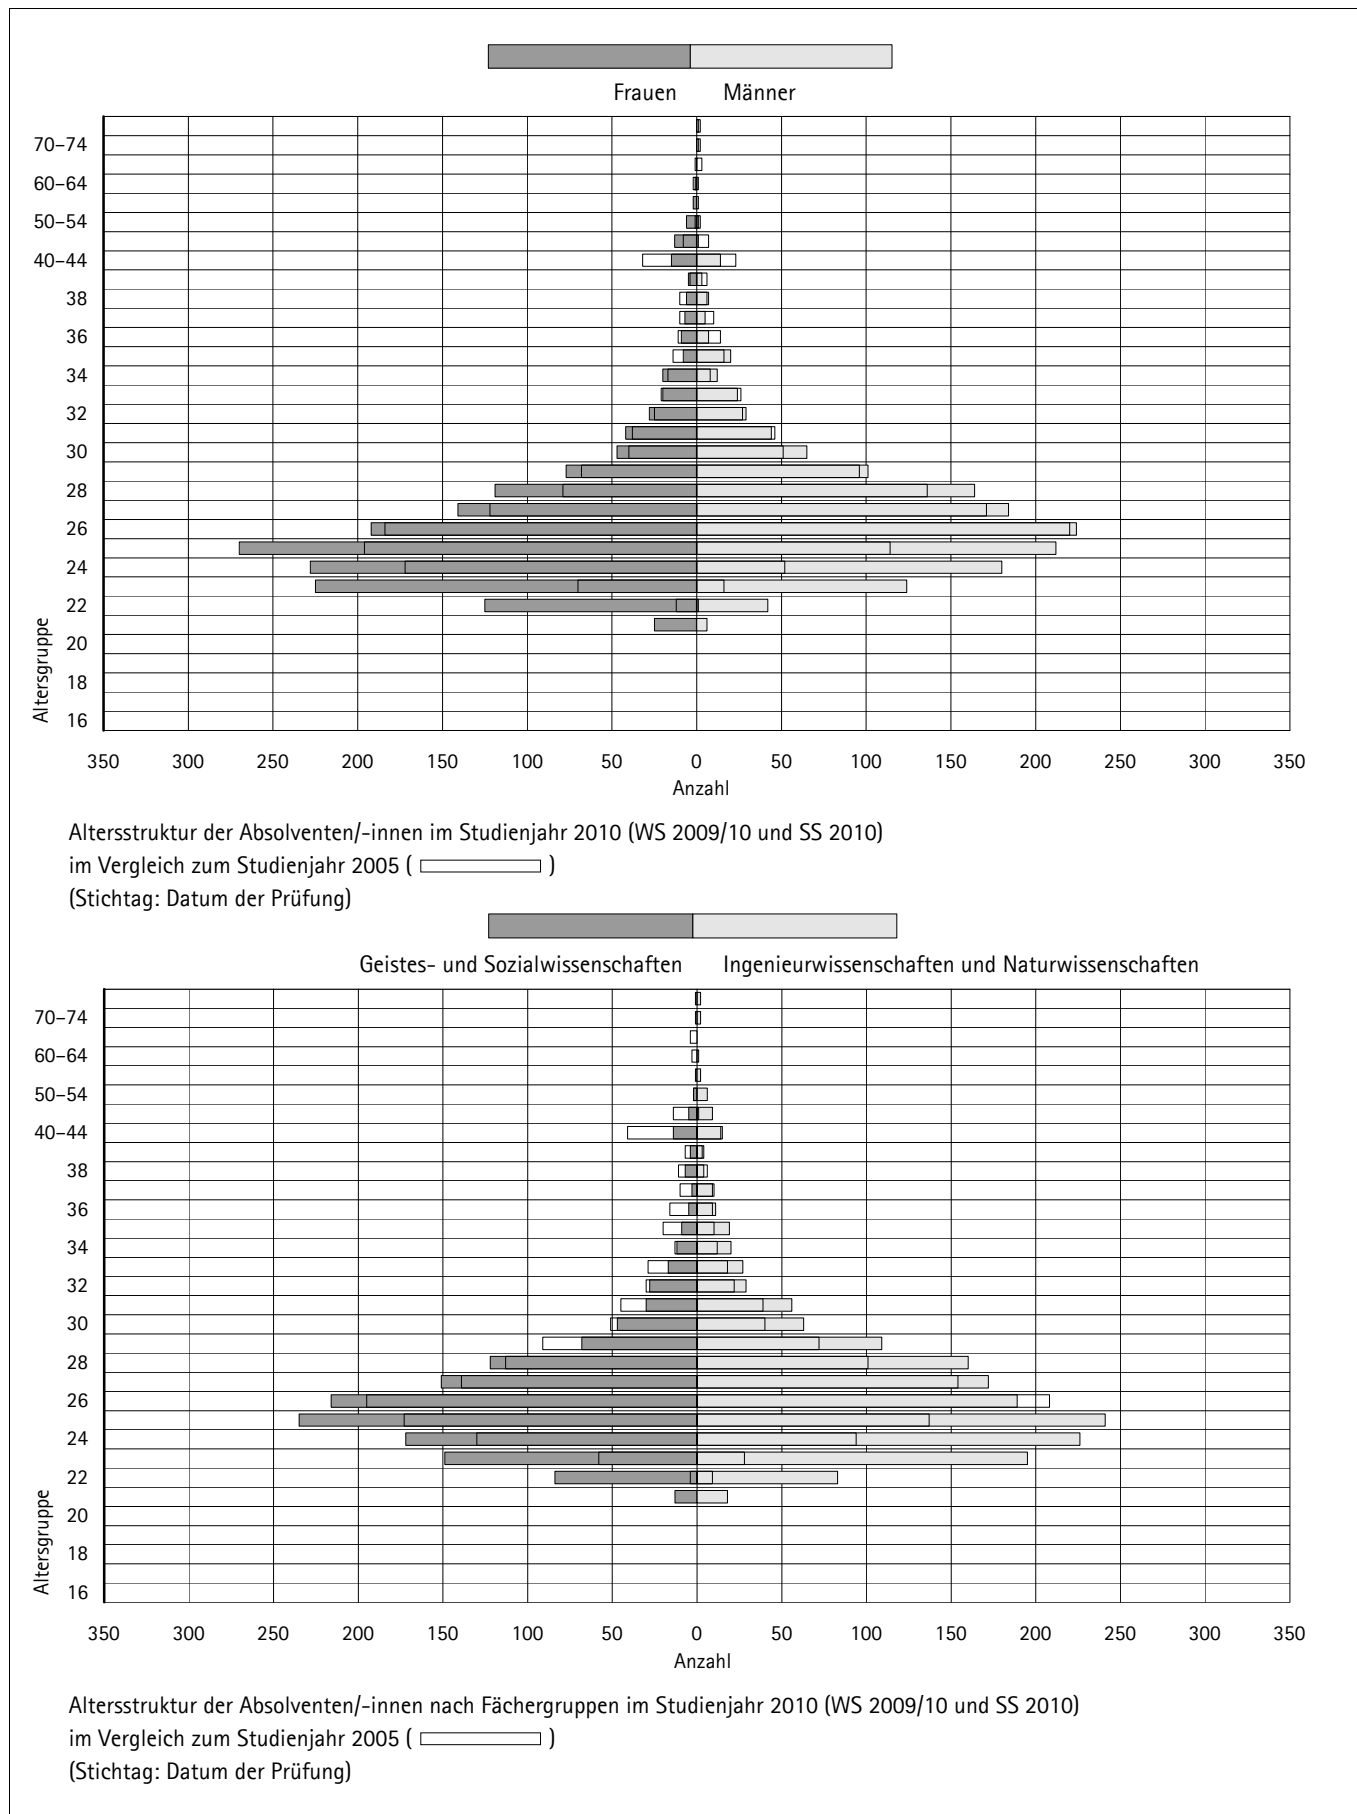 Frauen Männer
70–74
60–64
50–54
40–44
38
36
34
32
30
28
26
24
22
20
18
16
Altersgruppe
350 300 250 200 150 100 50 0 50 100 150 200 250 300 350
Anzahl
Altersstruktur der Absolventen/-innen im Studienjahr 2010 (WS 2009/10 und SS 2010)
im Vergleich zum Studienjahr 2005 ( )
(Stichtag: Datum der Prüfung)
Geistes- und Sozialwissenschaften Ingenieurwissenschaften und Naturwissenschaften
70–74
60–64
50–54
40–44
38
36
34
32
30
28
26
24
22
20
18
16
Altersgruppe
350 300 250 200 150 100 50 0 50 100 150 200 250 300 350
Anzahl
Altersstruktur der Absolventen/-innen nach Fächergruppen im Studienjahr 2010 (WS 2009/10 und SS 2010)
im Vergleich zum Studienjahr 2005 ( )
(Stichtag: Datum der Prüfung)